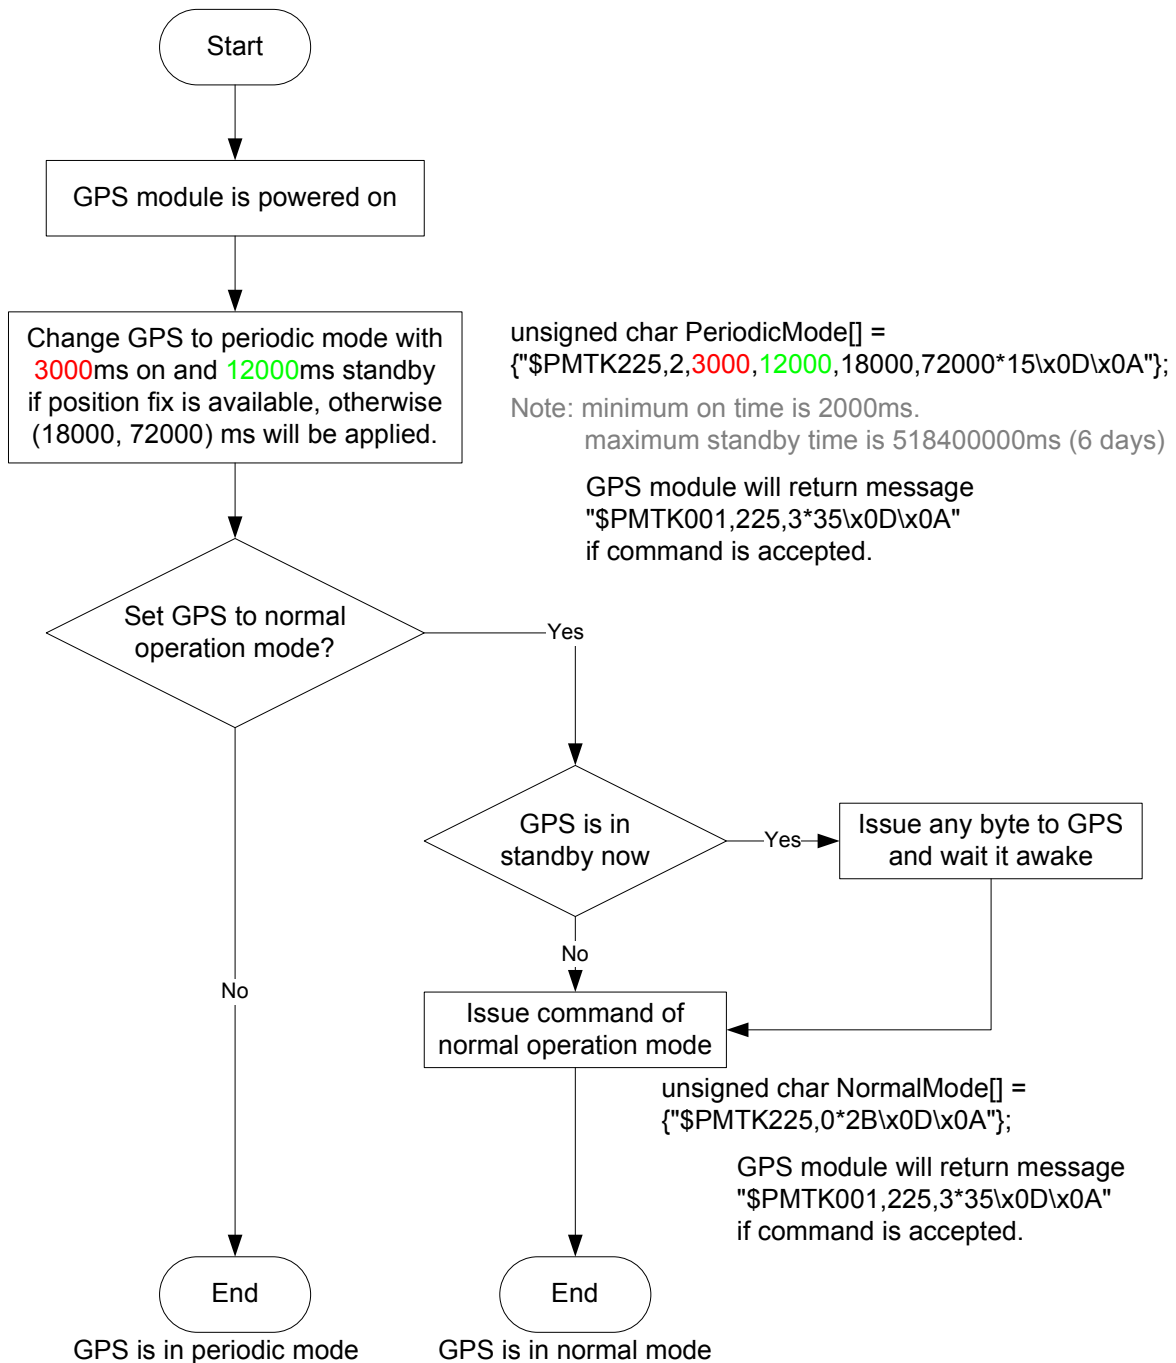 Start
GPS module is powered on
Change GPS to periodic mode with
3000ms on and 12000ms standby
if position fix is available, otherwise
(18000, 72000) ms will be applied.
unsigned char PeriodicMode[] =
{"$PMTK225,2,3000,12000,18000,72000*15\x0D\x0A"};
Note: minimum on time is 2000ms.
maximum standby time is 518400000ms (6 days)
GPS module will return message
"$PMTK001,225,3*35\x0D\x0A"
if command is accepted.
Set GPS to normal
operation mode?
Yes
GPS is in
standby now
Yes
Issue any byte to GPS
and wait it awake
No
No
Issue command of
normal operation mode
unsigned char NormalMode[] =
{"$PMTK225,0*2B\x0D\x0A"};
GPS module will return message
"$PMTK001,225,3*35\x0D\x0A"
if command is accepted.
End
GPS is in periodic mode
End
GPS is in normal mode